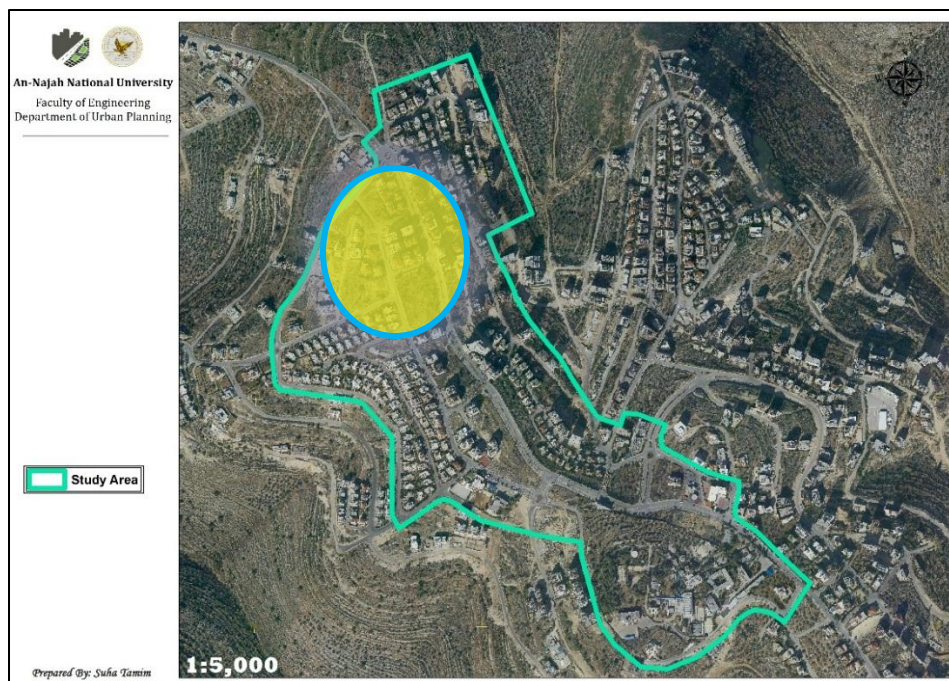 An-Najah National University
Faculty of Engineering
Department of Urban Planning
Study Area
Prepared By: Suha Tamim
1:5,000